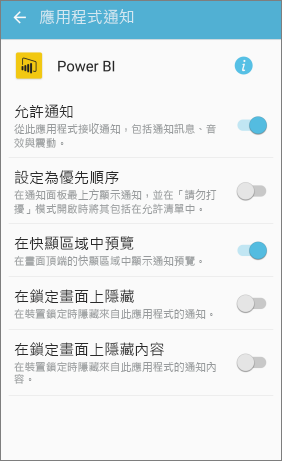 應用程式通知
Power BI
允許通知
從此應用程式接收通知，包括通知訊息、音
效與震動。
設定為優先順序
在通知面板最上方顯示通知，並在「請勿打
擾」模式開啟時將其包括在允許清單中。
在快顯區域中預覽
在畫面頂端的快顯區域中顯示通知預覽。
在鎖定畫面上隱藏
在裝置鎖定時隱藏來自此應用程式的通知。
在鎖定畫面上隱藏內容
在裝置鎖定時隱藏來自此應用程式的通知內
容。